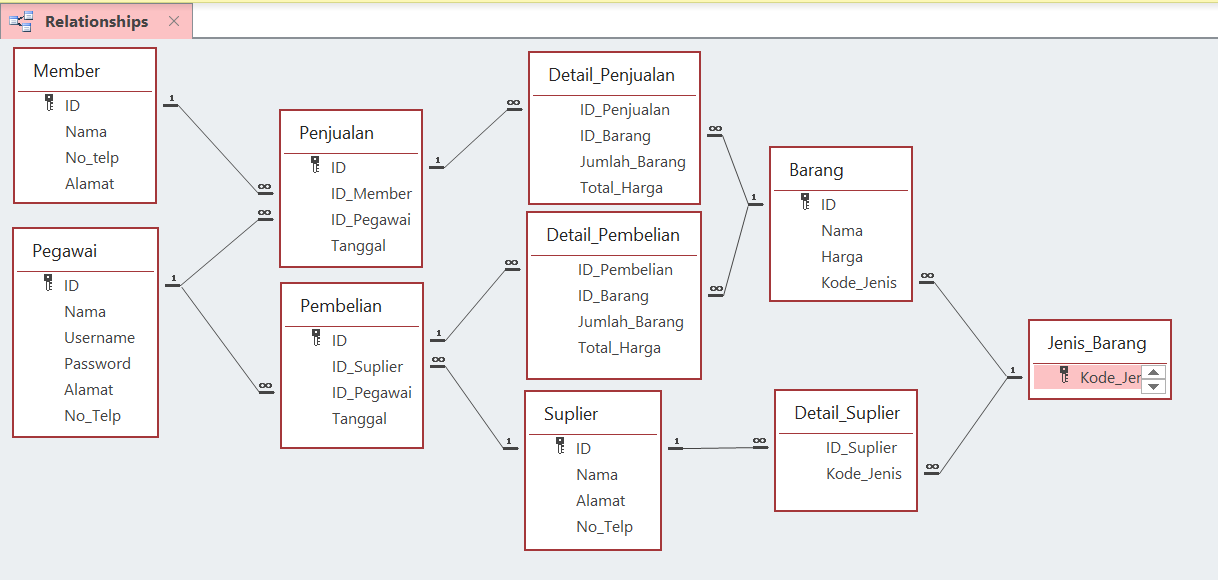 Relationships
Member
ID
Nama
No_telp
Alamat
Pegawai
ID
Nama
Username
Password
Alamat
No_Telp
Penjualan
ID
ID_Member
ID_Pegawai
Tanggal
Pembelian
ID
ID_Suplier
ID_Pegawai
Tanggal
Detail_Penjualan
ID_Penjualan
ID_Barang
Jumlah_Barang
Total_Harga
Detail_Pembelian
ID_Pembelian
ID_Barang
Jumlah_Barang
Total_Harga
Suplier
ID
Nama
Alamat
No_Telp
Barang
ID
Nama
Harga
Kode_Jenis
Detail_Suplier
ID_Suplier
Kode_Jenis
Jenis_Barang
Kode_Jer
1
∞
∞
1
∞
1
∞
1
∞
1
∞
1
∞
∞
1
1
∞
∞
1
∞